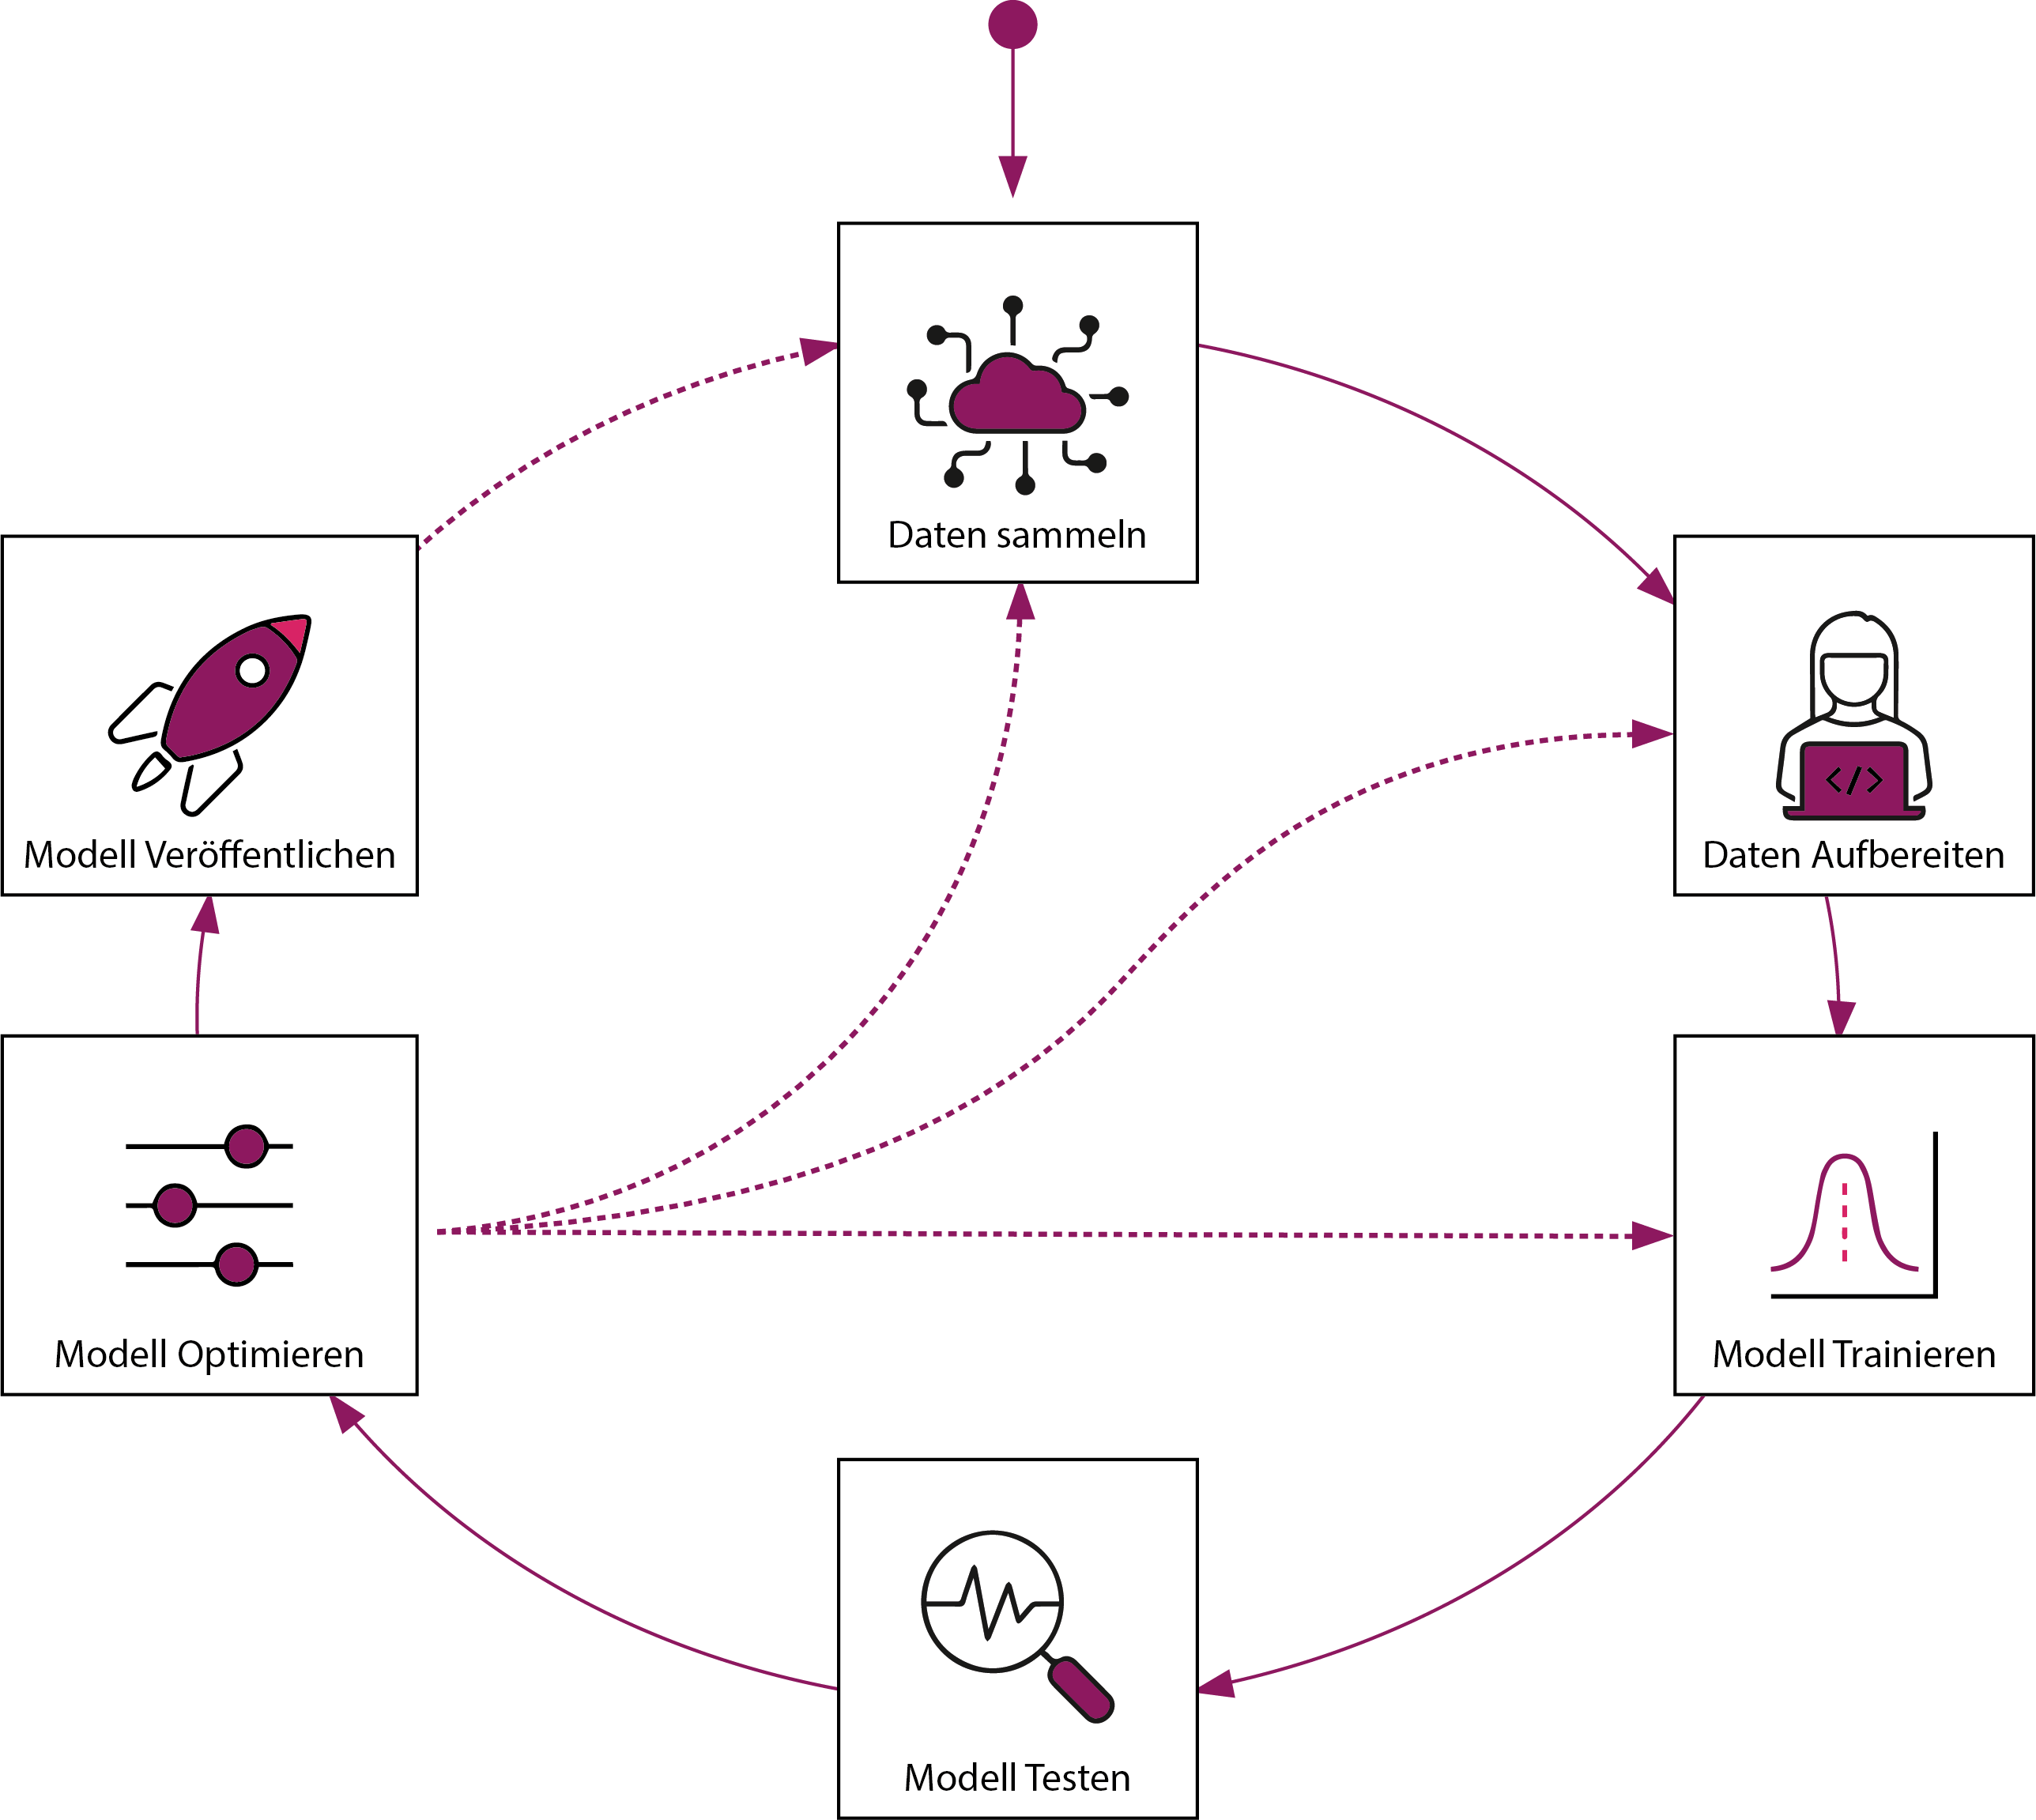 Daten sammeln
Modell Veröffentlichen
</>
Daten Aufbereiten
Modell Optimieren
Modell Trainieren
Modell Testen